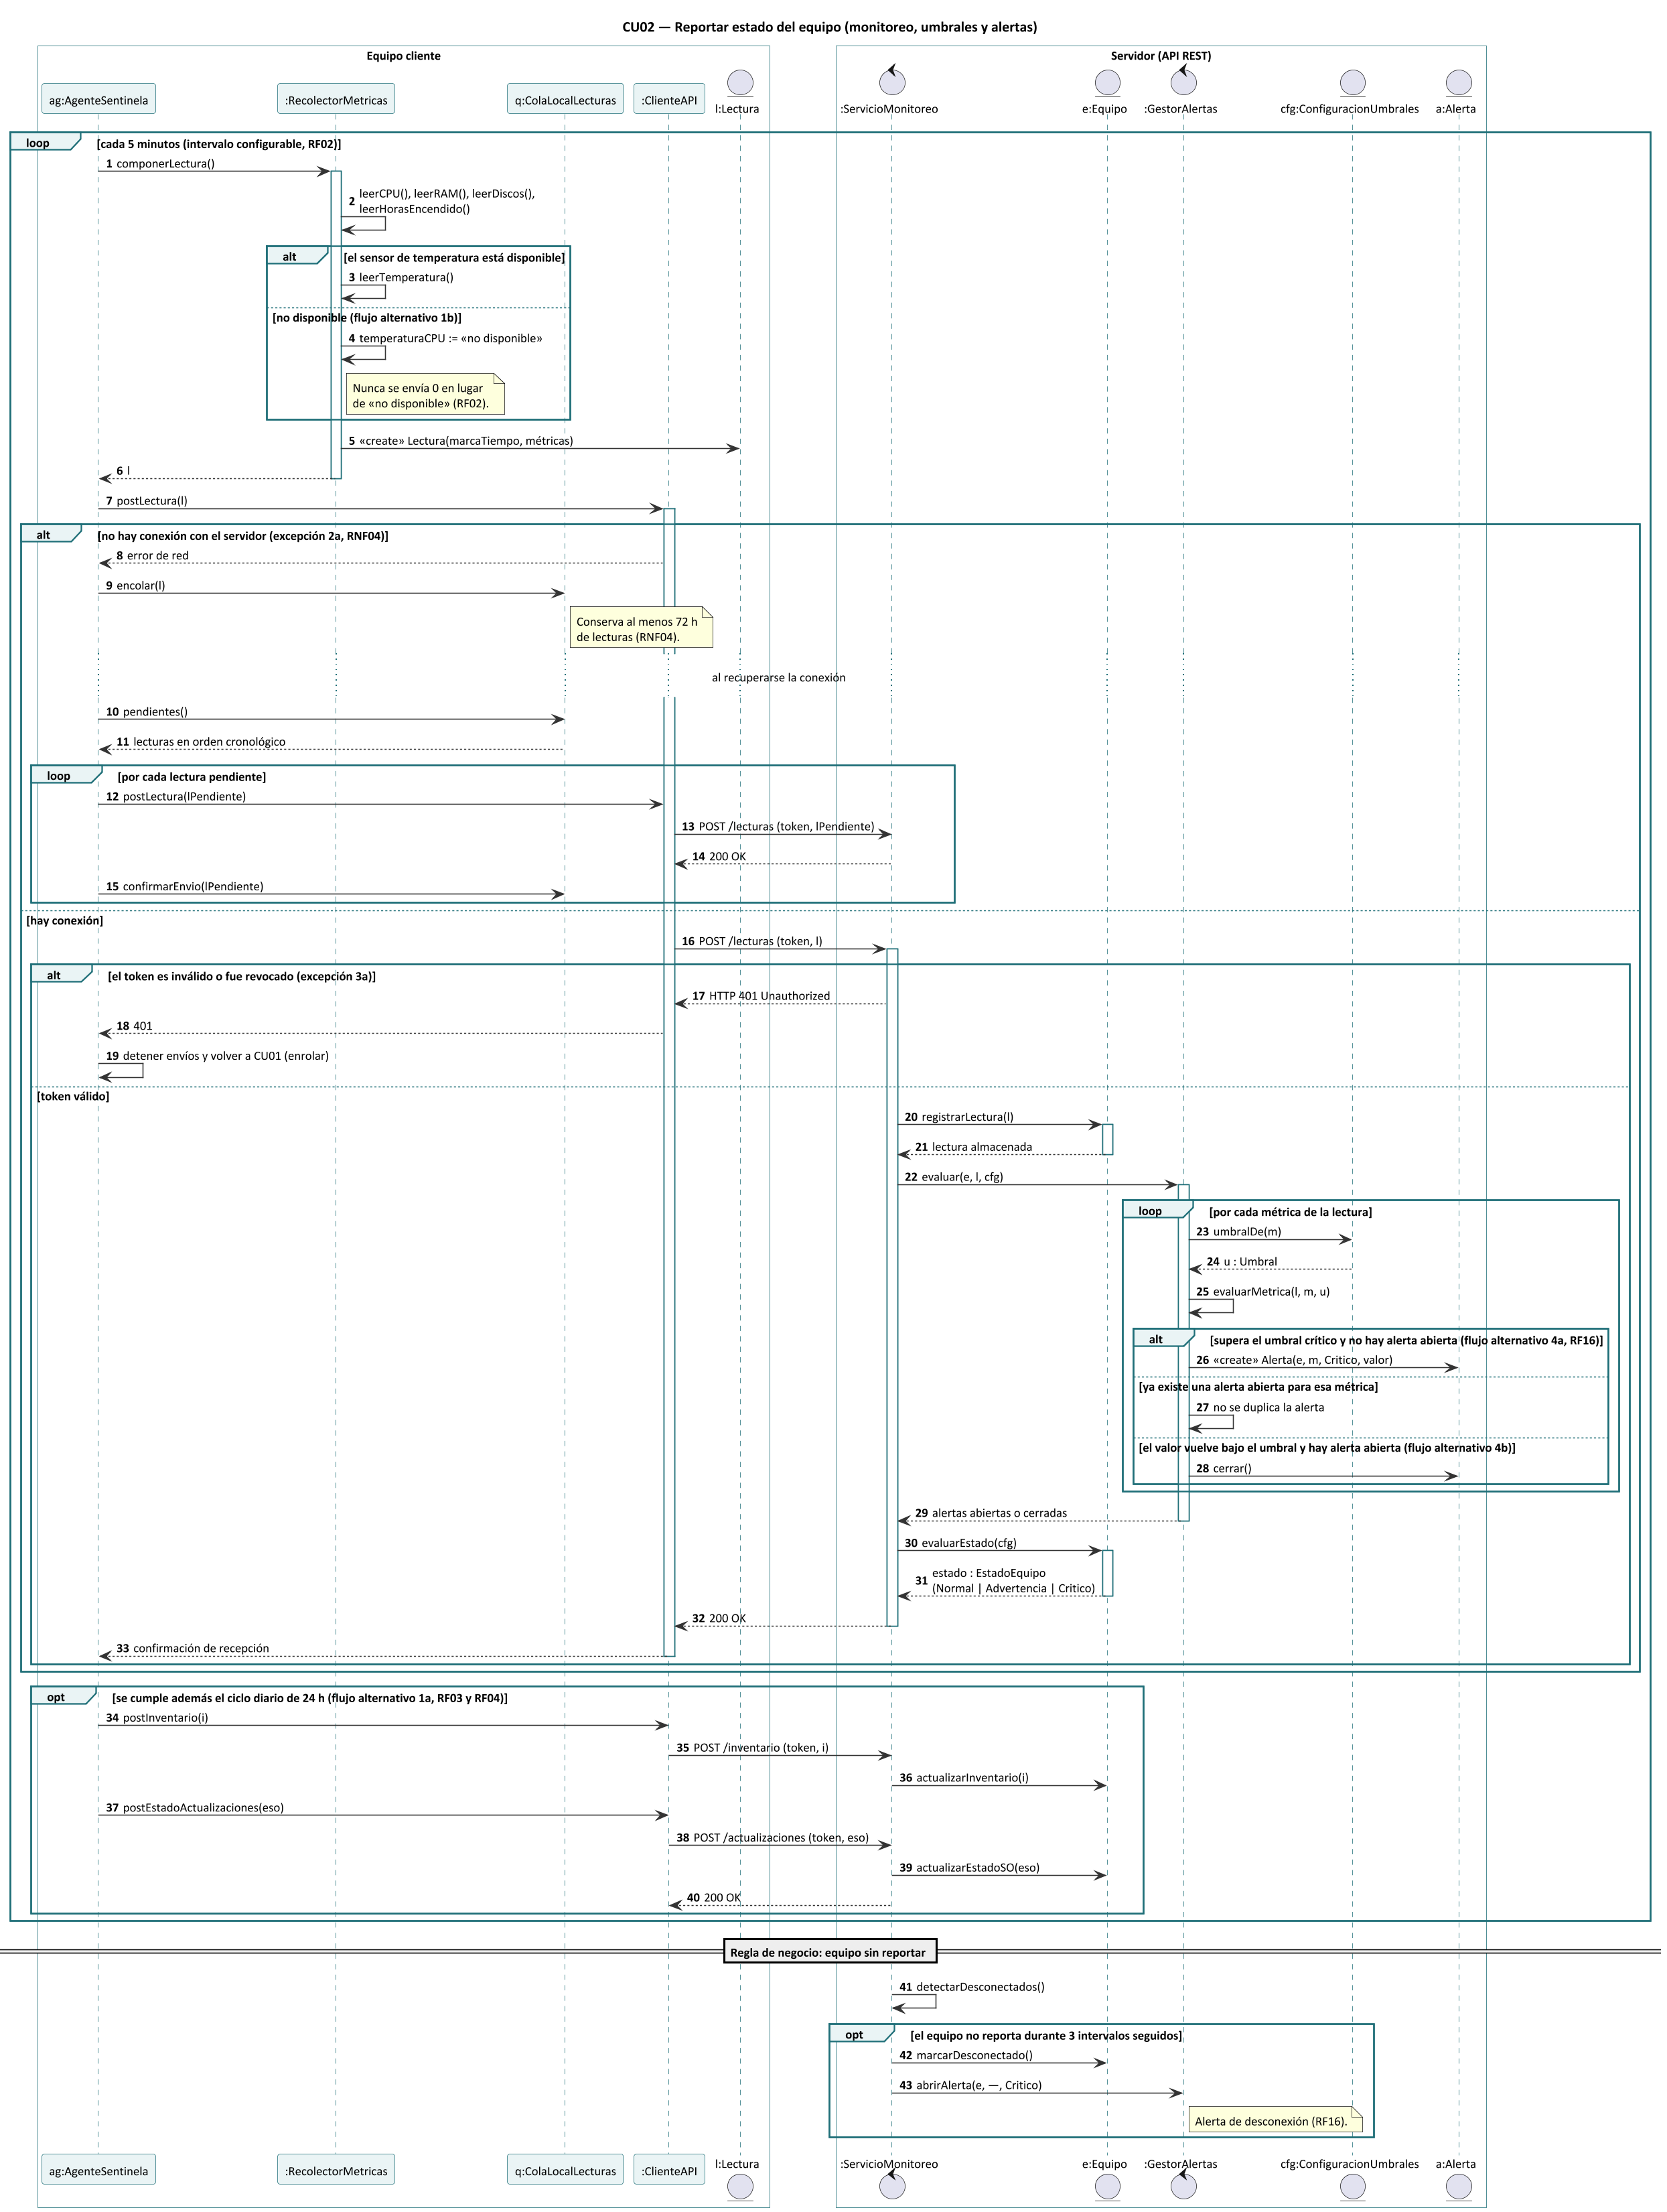 CU02 — Reportar estado del equipo (monitoreo, umbrales y alertas)
Equipo cliente
Servidor (API REST)
ag:AgenteSentinela
:RecolectorMetricas
q:ColaLocalLecturas
:ClienteAPI
l:Lectura
:ServicioMonitoreo
e:Equipo
:GestorAlertas
cfg:ConfiguracionUmbrales
a:Alerta
loop [cada 5 minutos (intervalo configurable, RF02)]
1 componerLectura()
2 leerCPU(), leerRAM(), leerDiscos(),
leerHorasEncendido()
alt [el sensor de temperatura está disponible]
3 leerTemperatura()
[no disponible (flujo alternativo 1b)]
4 temperaturaCPU := «no disponible»
Nunca se envía 0 en lugar
de «no disponible» (RF02).
5 «create» Lectura(marcaTiempo, métricas)
6 l
7 postLectura(l)
alt [no hay conexión con el servidor (excepción 2a, RNF04)]
8 error de red
9 encolar(l)
Conserva al menos 72 h
de lecturas (RNF04).
al recuperarse la conexión
10 pendientes()
11 lecturas en orden cronológico
loop [por cada lectura pendiente]
12 postLectura(lPendiente)
13 POST /lecturas (token, lPendiente)
14 200 OK
15 confirmarEnvio(lPendiente)
[hay conexión]
16 POST /lecturas (token, l)
alt [el token es inválido o fue revocado (excepción 3a)]
17 HTTP 401 Unauthorized
18 401
19 detener envíos y volver a CU01 (enrolar)
[token válido]
20 registrarLectura(l)
21 lectura almacenada
22 evaluar(e, l, cfg)
loop [por cada métrica de la lectura]
23 umbralDe(m)
24 u : Umbral
25 evaluarMetrica(l, m, u)
alt [supera el umbral crítico y no hay alerta abierta (flujo alternativo 4a, RF16)]
26 «create» Alerta(e, m, Critico, valor)
[ya existe una alerta abierta para esa métrica]
27 no se duplica la alerta
[el valor vuelve bajo el umbral y hay alerta abierta (flujo alternativo 4b)]
28 cerrar()
29 alertas abiertas o cerradas
30 evaluarEstado(cfg)
31 estado : EstadoEquipo
(Normal | Advertencia | Critico)
32 200 OK
33 confirmación de recepción
opt [se cumple además el ciclo diario de 24 h (flujo alternativo 1a, RF03 y RF04)]
34 postInventario(i)
35 POST /inventario (token, i)
36 actualizarInventario(i)
37 postEstadoActualizaciones(eso)
38 POST /actualizaciones (token, eso)
39 actualizarEstadoSO(eso)
40 200 OK
Regla de negocio: equipo sin reportar
41 detectarDesconectados()
opt [el equipo no reporta durante 3 intervalos seguidos]
42 marcarDesconectado()
43 abrirAlerta(e, —, Critico)
Alerta de desconexión (RF16).
ag:AgenteSentinela
:RecolectorMetricas
q:ColaLocalLecturas
:ClienteAPI
l:Lectura
:ServicioMonitoreo
e:Equipo
:GestorAlertas
cfg:ConfiguracionUmbrales
a:Alerta